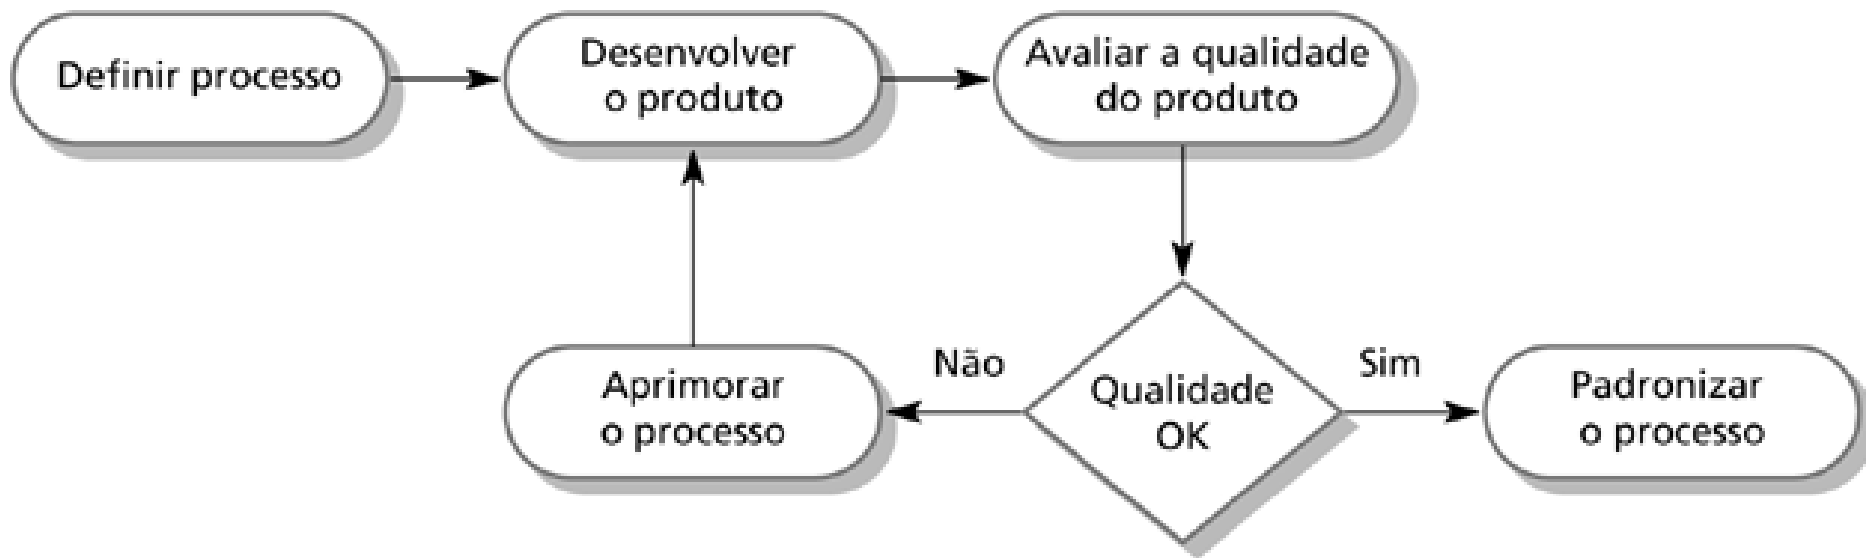 Definir processo
Desenvolver
o produto
Avaliar a qualidade
do produto
Qualidade
OK
Não
Sim
Aprimorar
o processo
Padronizar
o processo